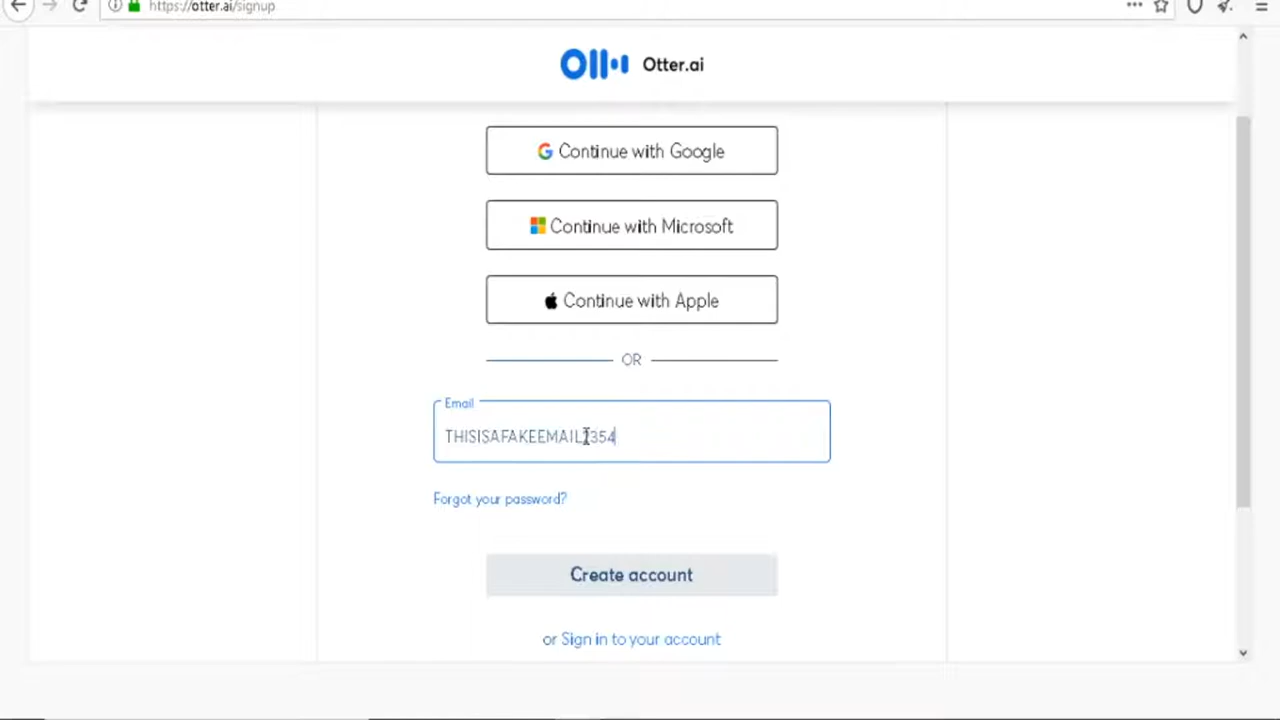 https://otter.ai/signup
Otter.ai
Continue with Google
Continue with Microsoft
Continue with Apple
OR
Email
Forgot your password?
Create account
or Sign in to your account